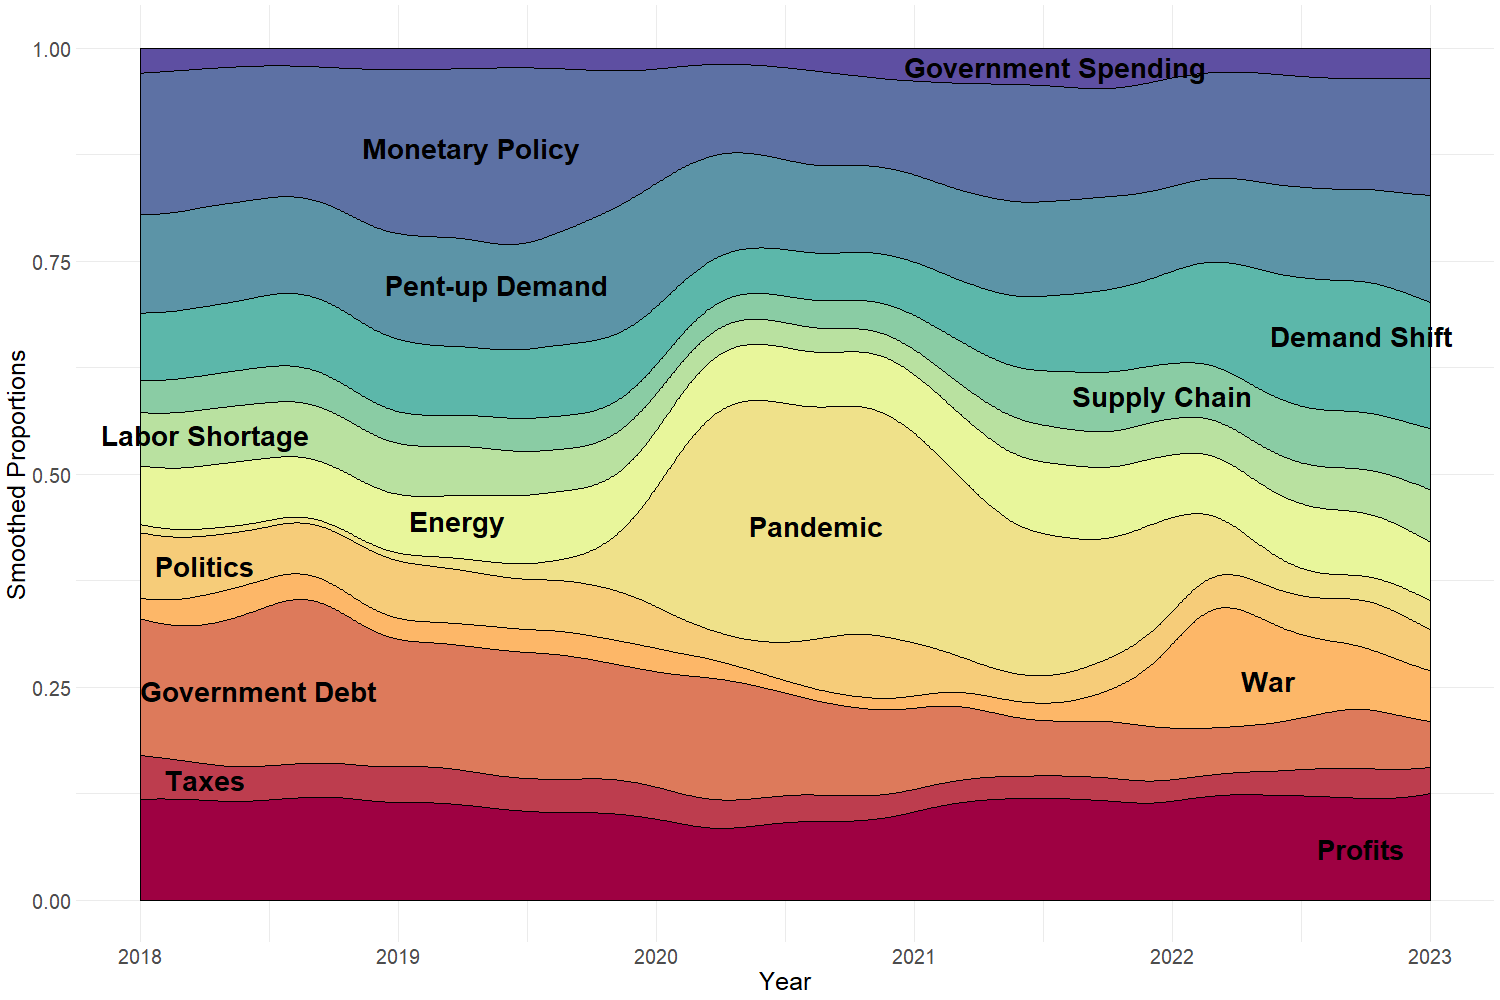 1.00
Government Spending
Monetary Policy
0.75
Pent-up Demand
Demand Shift
Supply Chain
Labor Shortage
0.50
Energy
Pandemic
Politics
0.25
Government Debt
War
Taxes
Profits
0.00
Smoothed Proportions
2018 2019 2020 2021 2022 2023
Year